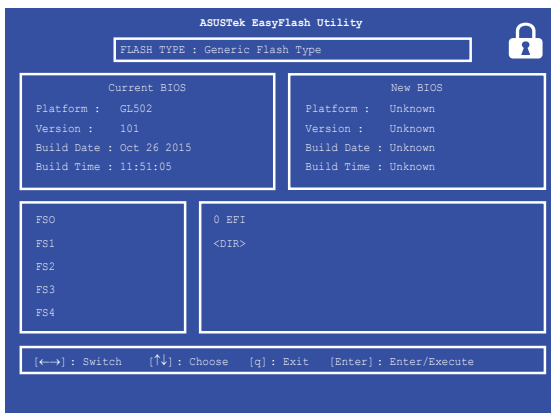 ASUSTek EasyFlash Utility
FLASH TYPE : Generic Flash Type
Current BIOS
Platform : GL502
Version : 101
Build Date : Oct 26 2015
Build Time : 11:51:05
New BIOS
Platform : Unknown
Version : Unknown
Build Date : Unknown
Build Time : Unknown
FSO
FS1
FS2
FS3
FS4
0 EFI
<DIR>
[←→] : Switch [↑↓] : Choose [q] : Exit [Enter] : Enter/Execute